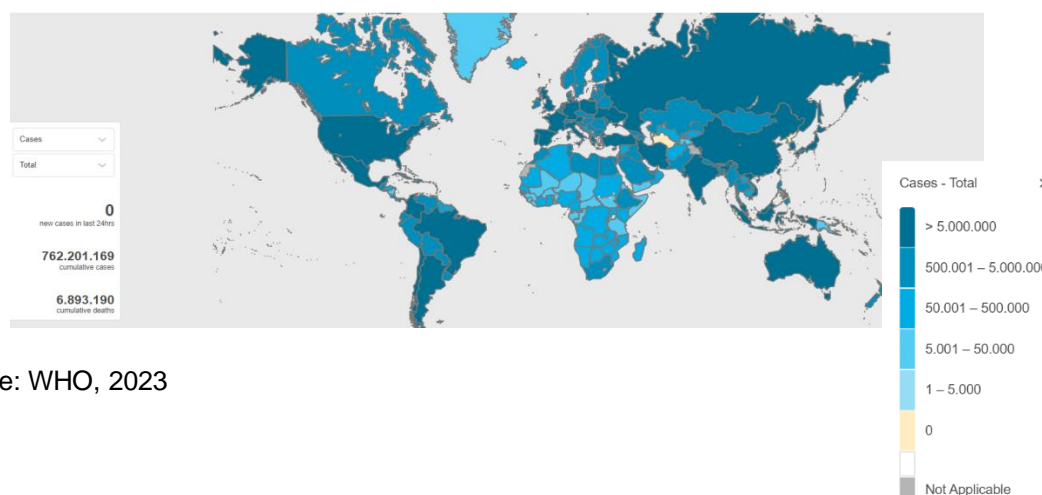 Cases
Total
0
new cases in last 24hrs
762.201.169
cumulative cases
6.893.190
cumulative deaths
Cases - Total
> 5.000.000
500.001 – 5.000.000
50.001 – 500.000
5.001 – 50.000
1 – 5.000
0
Not Applicable
e: WHO, 2023